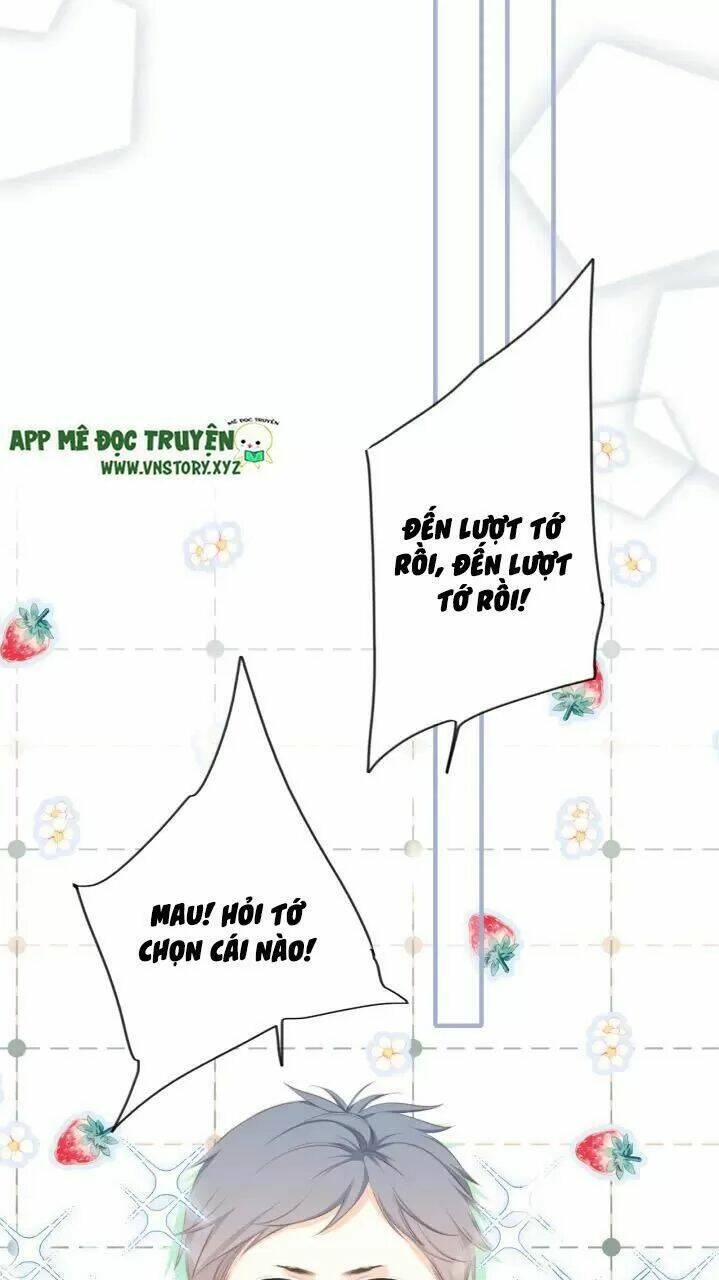 MÊ ĐỌC TRUYỆN
APP MÊ ĐỌC TRUYỆN
WWW.VNSTORY.XYZ
ĐẾN LƯỢT TỚ
RỒI, ĐẾN LƯỢT
TỚ RỒI!
MAU! HỎI TỚ
CHỌN CÁI NÀO!